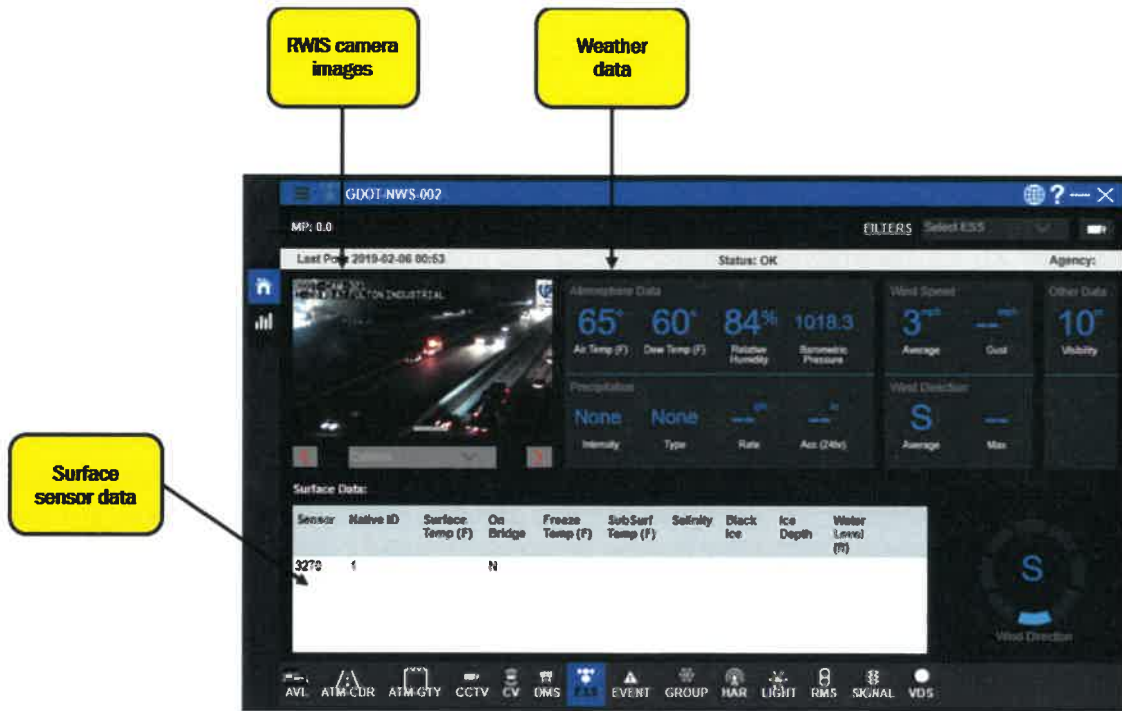 RWIS camera
images
Weather
data
GDOT-NWS-002
MP: 0.0
FILTERS Select ESS
Last Poll: 2019-02-06 00:53 Status: OK Agency:
FULTON INDUSTRIAL
Atmosphere Data
65° 60° 84% 1018.3
Air Temp (F) Dew Temp (F) Relative Humidity Barometric Pressure
Wind Speed
3 mph -- mph
Average Gust
Other Data
10
Visibility
Precipitation
None None -- --
Intensity Type Rate Acc (24hr)
Wind Direction
S --
Average Max
Surface
sensor data
Surface Data:
Sensor Native ID Surface Temp (F) On Bridge Freeze Temp (F) SubSurf Temp (F) Salinity Black Ice Ice Depth Water Level (ft)
3270 1 N
S
Wind Direction
AVL ATM-CDR ATM-GTY CCTV CV DMS ESS EVENT GROUP HAR LIGHT RMS SIGNAL VDS